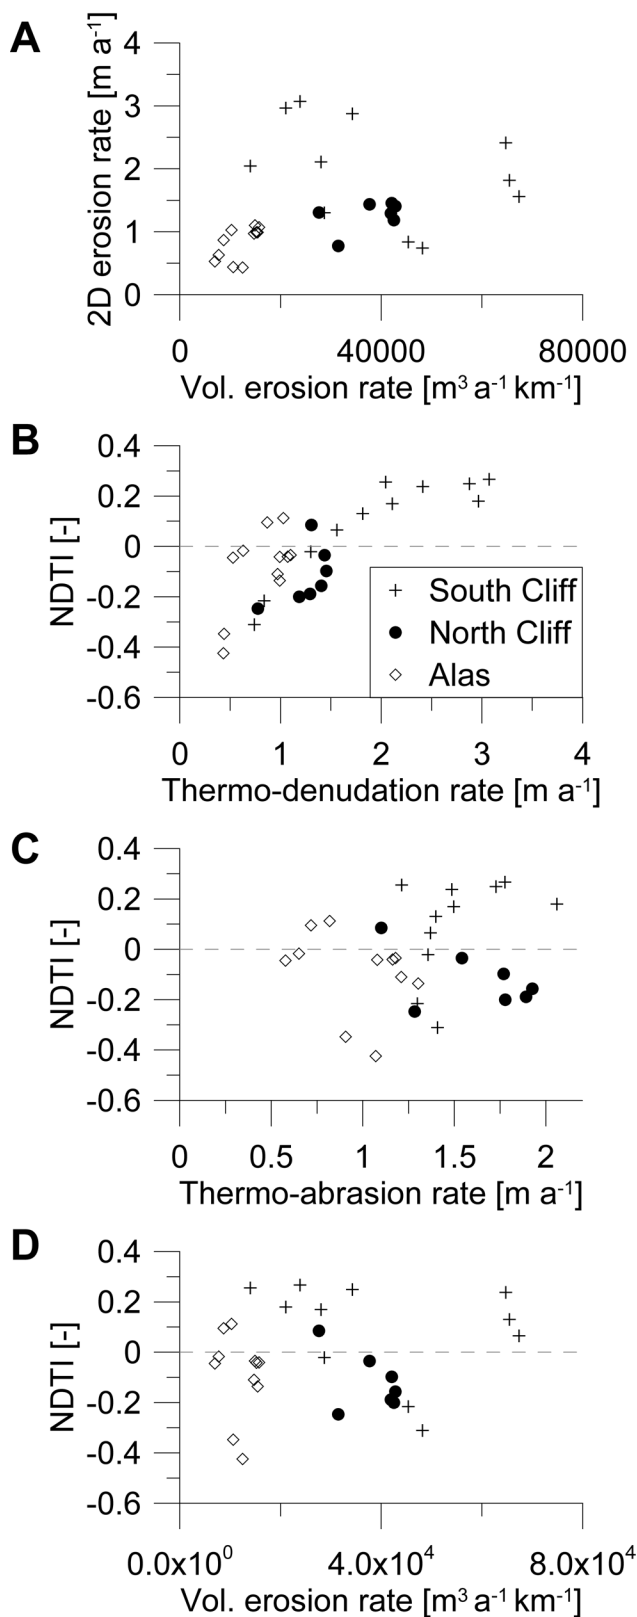 A
2D erosion rate [m a⁻¹]
4
3
2
1
0
0 40000 80000
Vol. erosion rate [m³ a⁻¹ km⁻¹]
B
NDTI [-]
0.4
0.2
0
-0.2
-0.4
-0.6
South Cliff
North Cliff
Alas
0 1 2 3 4
Thermo-denudation rate [m a⁻¹]
C
NDTI [-]
0.4
0.2
0
-0.2
-0.4
-0.6
0 0.5 1 1.5 2
Thermo-abrasion rate [m a⁻¹]
D
NDTI [-]
0.4
0.2
0
-0.2
-0.4
-0.6
0.0x10⁰ 4.0x10⁴ 8.0x10⁴
Vol. erosion rate [m³ a⁻¹ km⁻¹]